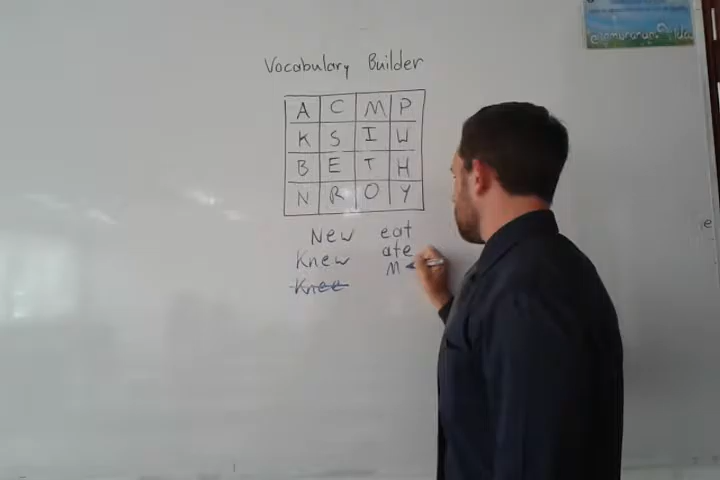 Vocabulary Builder
A C M P
K S I W
B E T H
N R O Y
New eat
Knew ate
Knee M